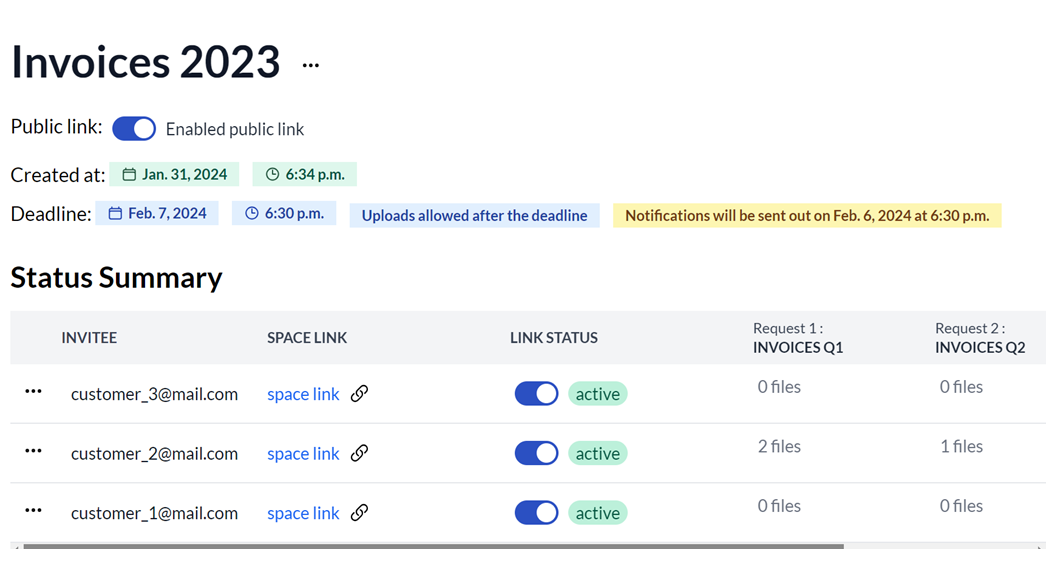 Invoices 2023 ...
Public link: Enabled public link
Created at: Jan. 31, 2024 6:34 p.m.
Deadline: Feb. 7, 2024 6:30 p.m. Uploads allowed after the deadline Notifications will be sent out on Feb. 6, 2024 at 6:30 p.m.
Status Summary
INVITEE SPACE LINK LINK STATUS Request 1 : INVOICES Q1 Request 2 : INVOICES Q2
... customer_3@mail.com space link active 0 files 0 files
... customer_2@mail.com space link active 2 files 1 files
... customer_1@mail.com space link active 0 files 0 files